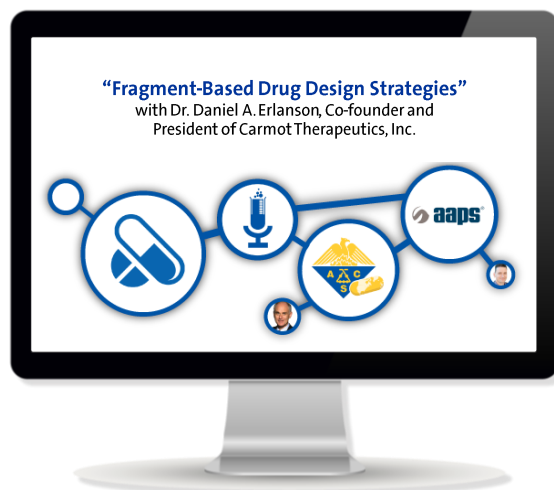 “Fragment-Based Drug Design Strategies”
with Dr. Daniel A. Erlanson, Co-founder and
President of Carmot Therapeutics, Inc.
aaps®
A C
S